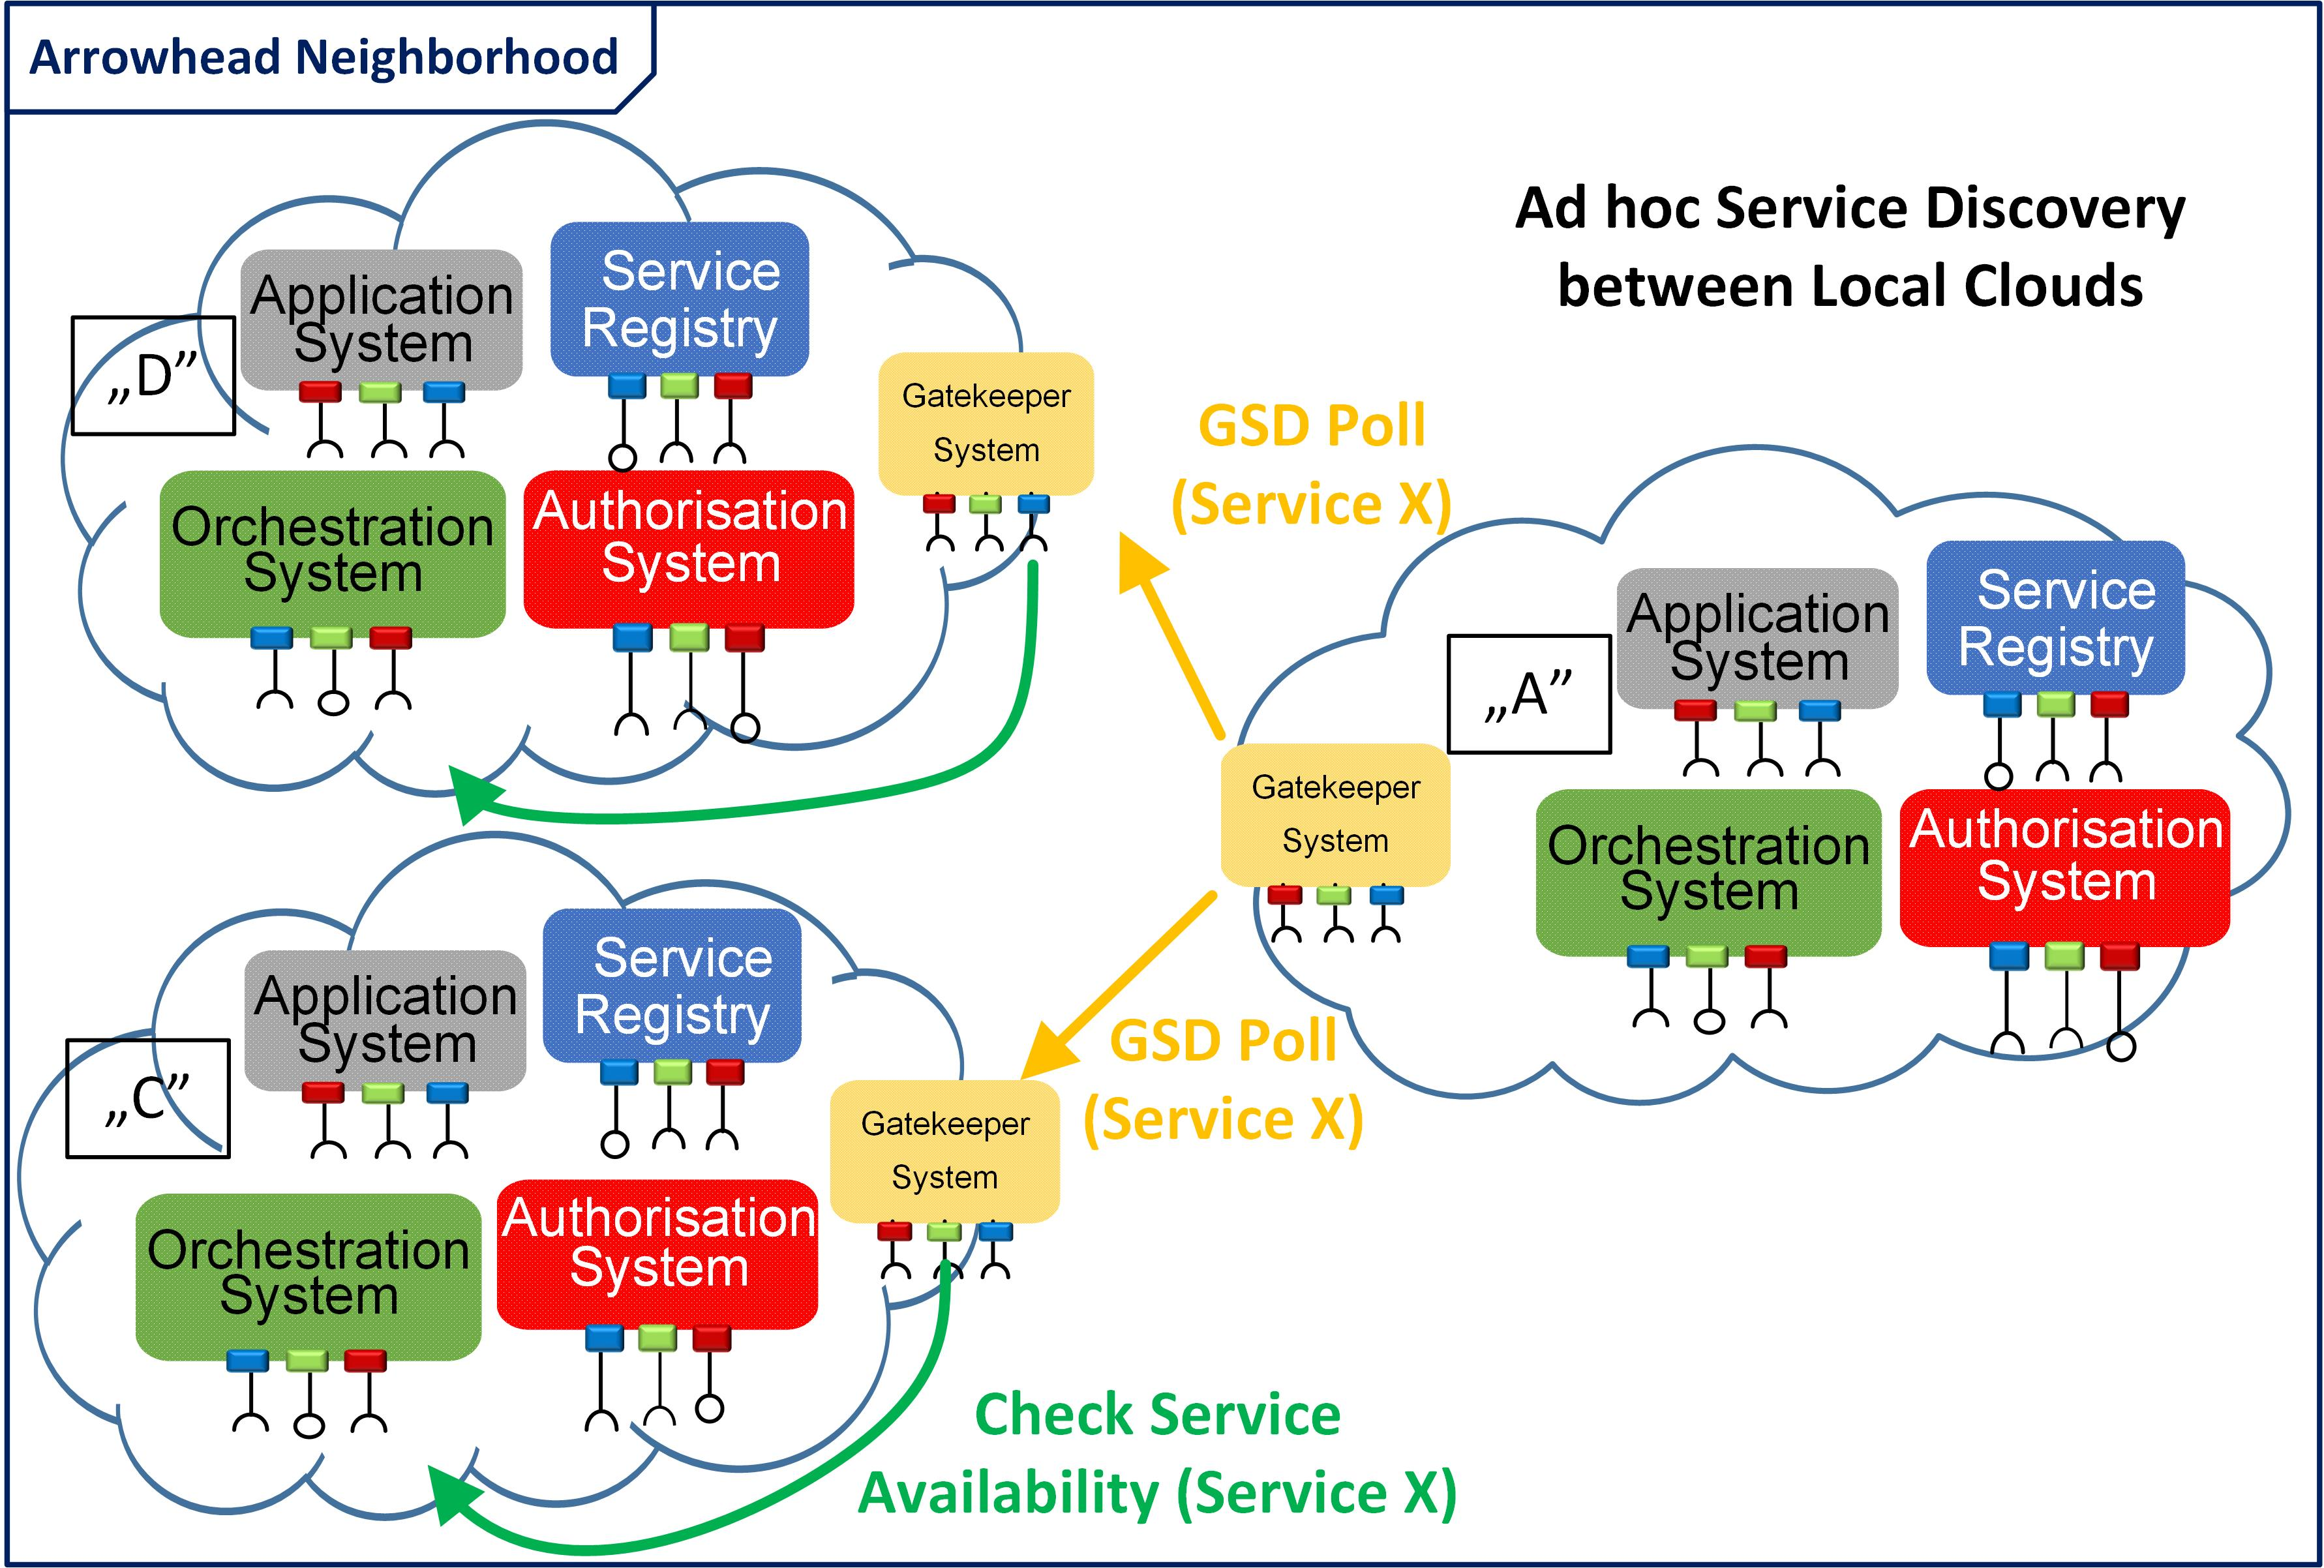 Arrowhead Neighborhood
Ad hoc Service Discovery
between Local Clouds
„D”
Application
System
Service
Registry
Gatekeeper
System
Orchestration
System
Authorisation
System
GSD Poll
(Service X)
„A”
Application
System
Service
Registry
Gatekeeper
System
Orchestration
System
Authorisation
System
GSD Poll
(Service X)
„C”
Application
System
Service
Registry
Gatekeeper
System
Orchestration
System
Authorisation
System
Check Service
Availability (Service X)